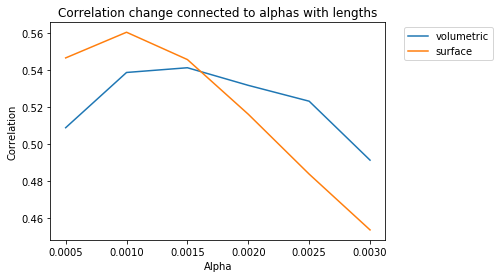 Correlation change connected to alphas with lengths
volumetric
surface
0.56
0.54
0.52
0.50
0.48
0.46
Correlation
0.0005 0.0010 0.0015 0.0020 0.0025 0.0030
Alpha